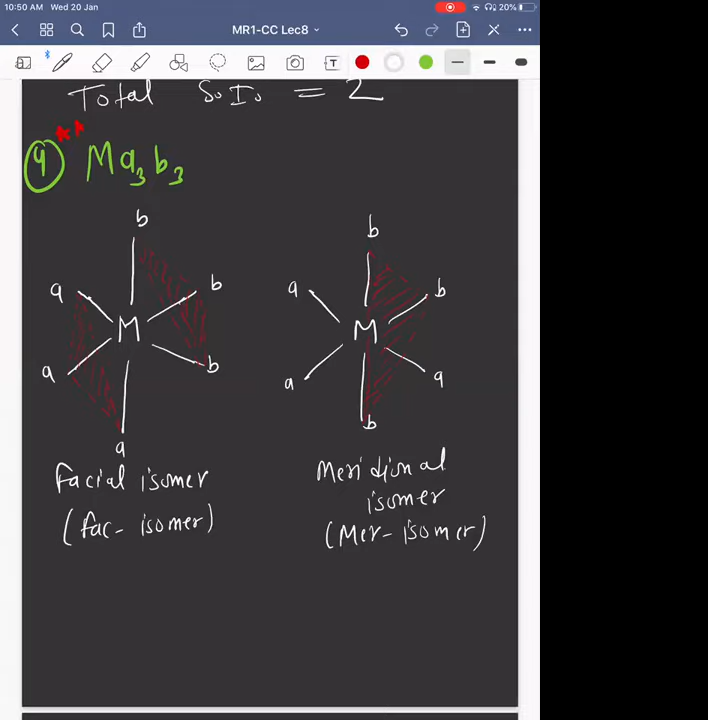 10:50 AM Wed 20 Jan
20%
MR1-CC Lec8
T
Total S.I. = 2
9 ** Ma3b3
b
b
a
b
a
b
M
M
a
b
a
a
a
b
Facial isomer
(fac- isomer)
Meridional
isomer
(Mer- isomer)